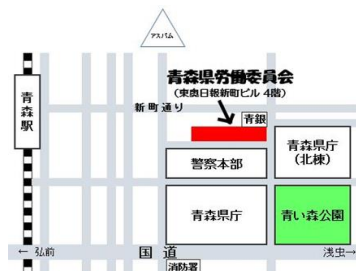 アスパム
青森県労働委員会
(東奥日報新町ビル 4階)
新町通り
青銀
青森駅
警察本部
青森県庁
(北棟)
青森県庁
青い森公園
← 弘前
国道
浅虫→
消防署